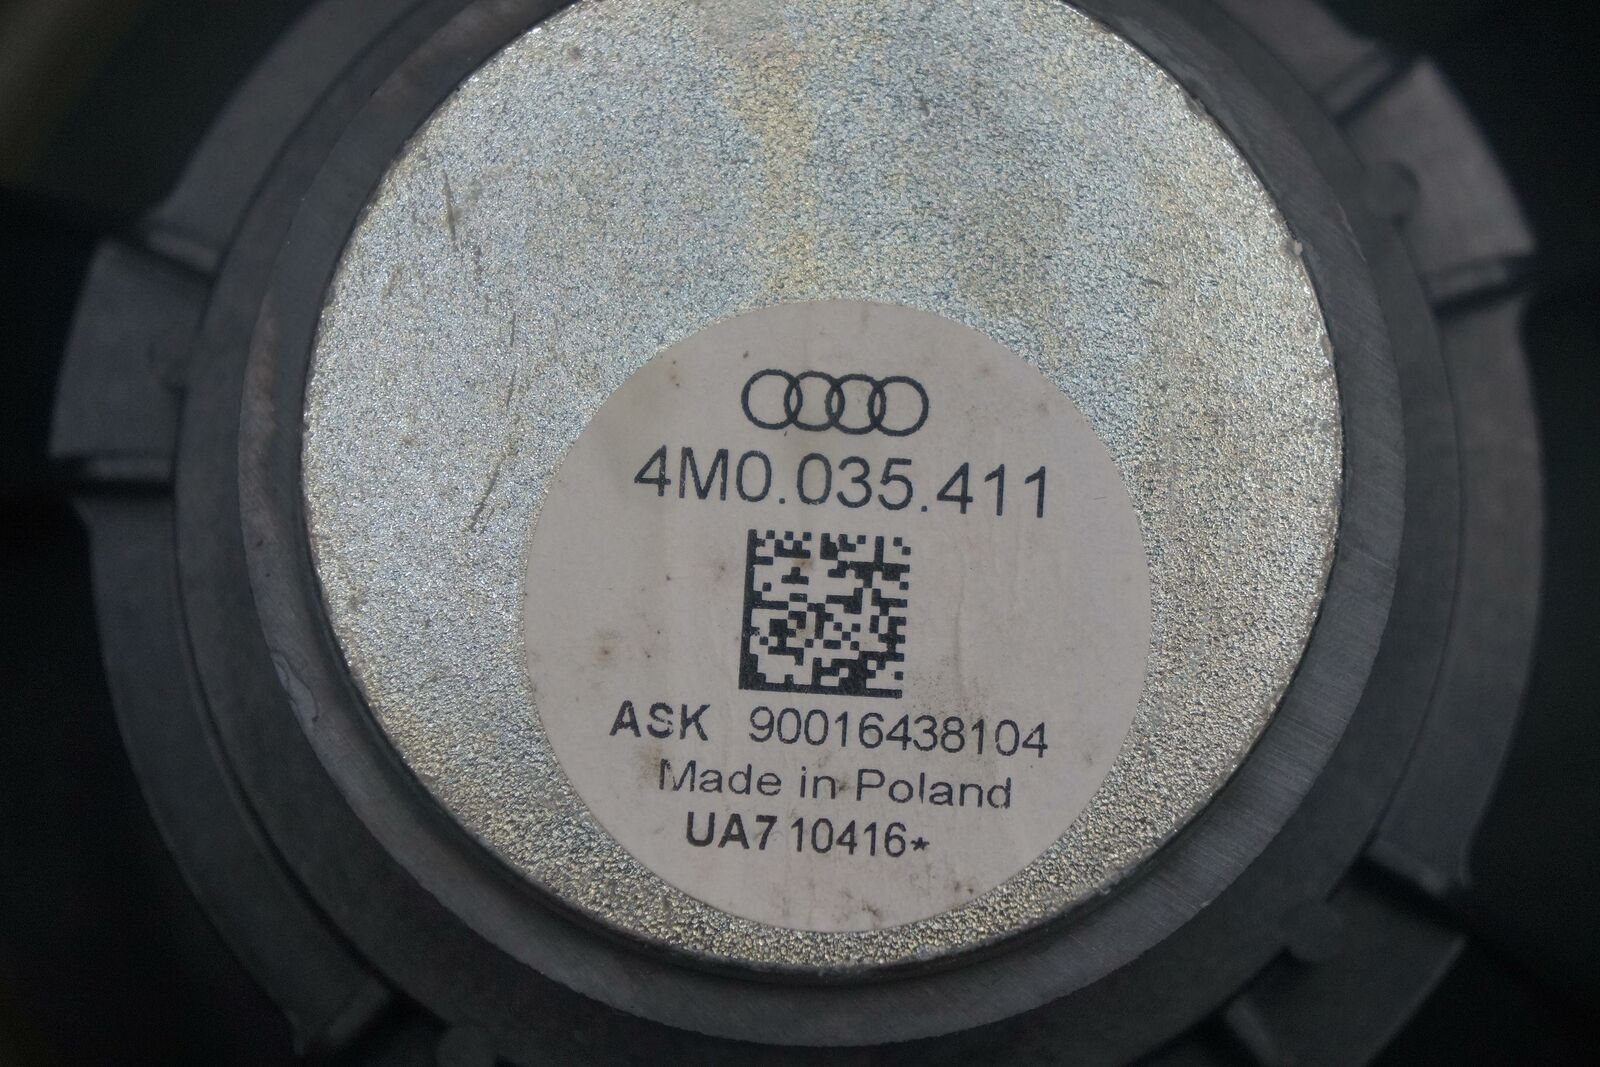 4M0.035.411
ASK 90016438104
Made in Poland
UA7 10416*